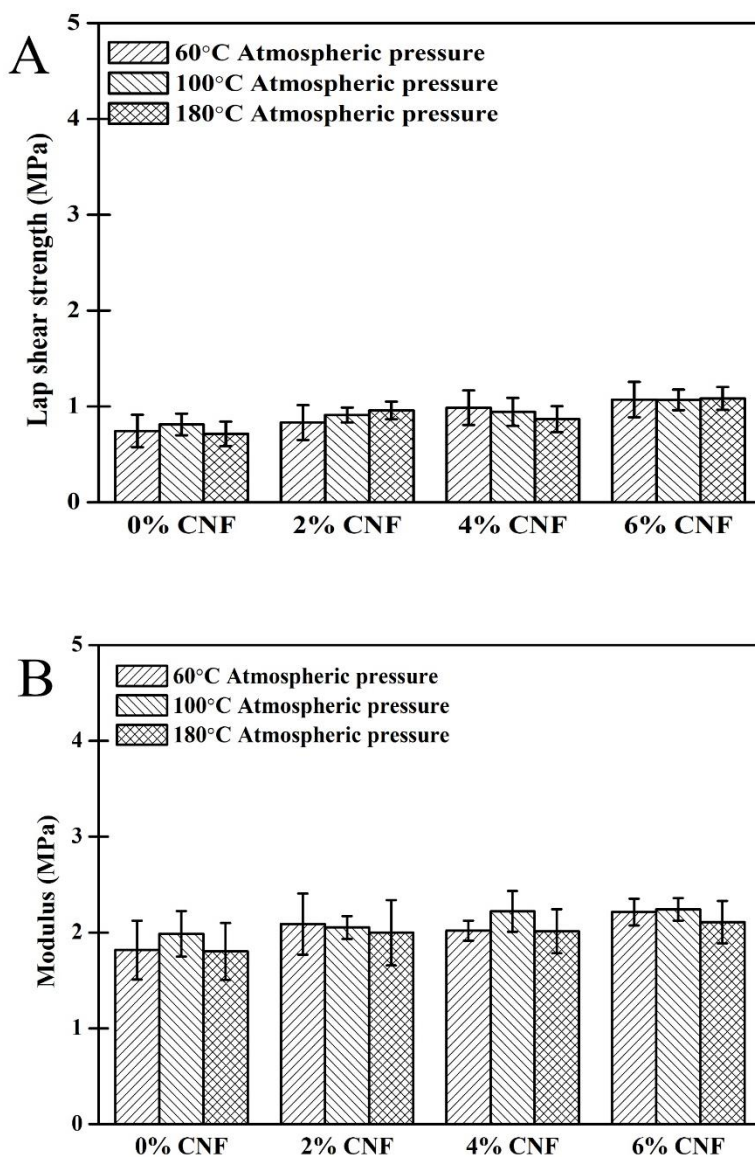 A
5
4
3
2
1
0
Lap shear strength (MPa)
60°C Atmospheric pressure
100°C Atmospheric pressure
180°C Atmospheric pressure
0% CNF 2% CNF 4% CNF 6% CNF
B
5
4
3
2
1
0
Modulus (MPa)
60°C Atmospheric pressure
100°C Atmospheric pressure
180°C Atmospheric pressure
0% CNF 2% CNF 4% CNF 6% CNF